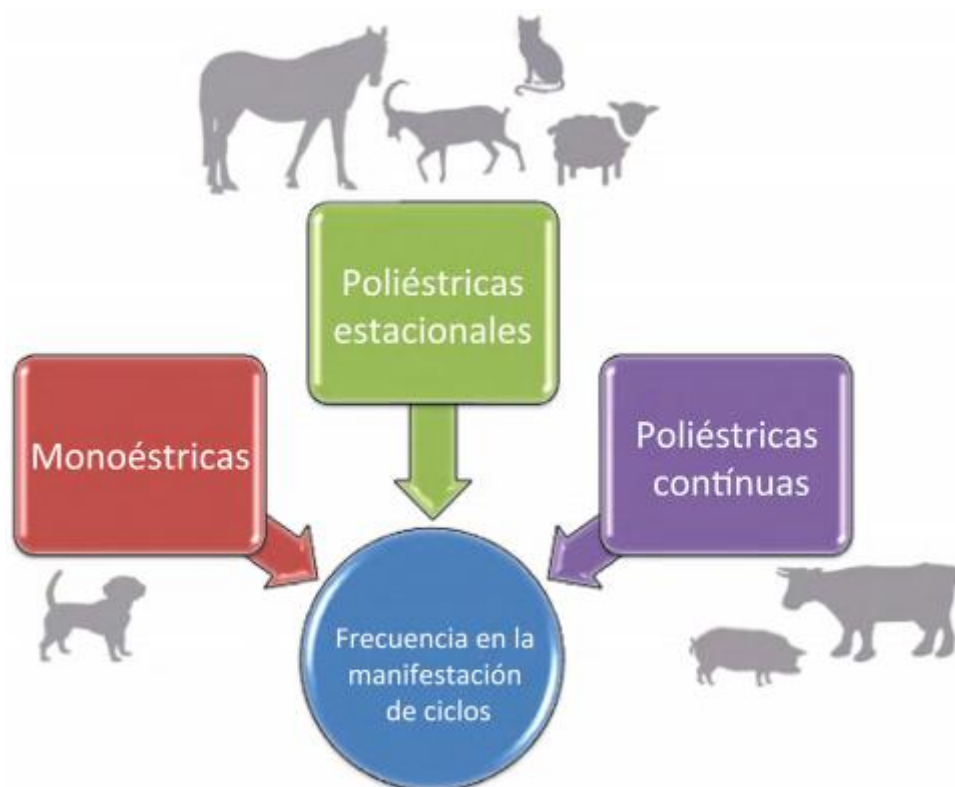 Poliéstricas
estacionales
Monoéstricas
Poliéstricas
contínuas
Frecuencia en la
manifestación
de ciclos